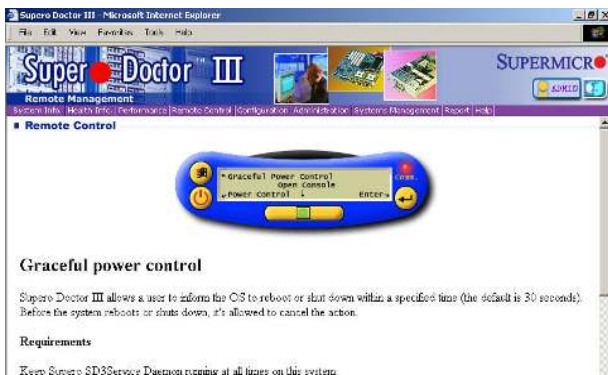 Supero Doctor III - Microsoft Internet Explorer
File Edit View Favorites Tools Help
Super Doctor III
SUPERMICR
Remote Management
ADMIN
System Info. | Health Info. | Performance | Remote Control | Configuration | Administration | Systems Management | Report | Help
Remote Control
Graceful Power Control
Open Console
Power Control
Enter
Graceful power control
Supero Doctor III allows a user to inform the OS to reboot or shut down within a specified time (the default is 30 seconds).
Before the system reboots or shuts down, it's allowed to cancel the action.
Requirements
Keep Supero SD3Service Daemon running at all times on this system.